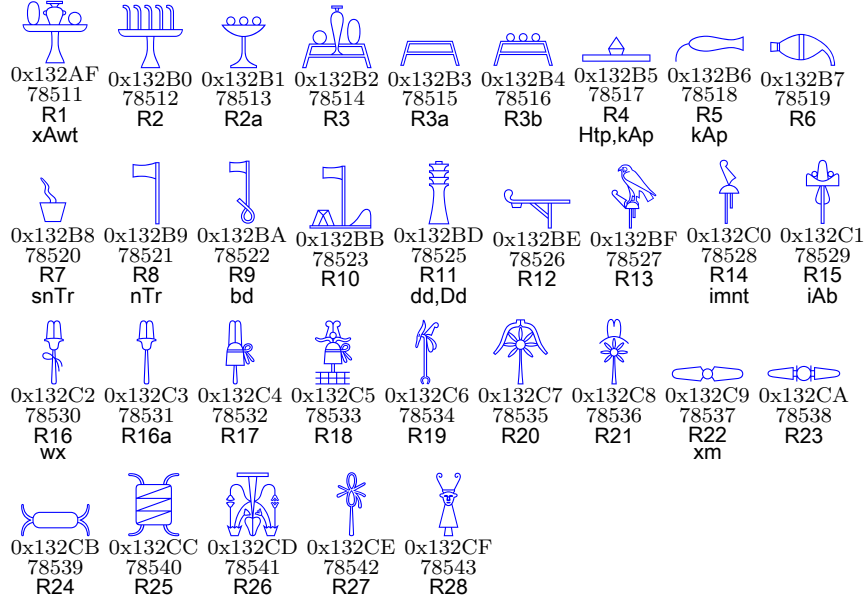 0x132AF 0x132B0 0x132B1 0x132B2 0x132B3 0x132B4 0x132B5 0x132B6 0x132B7
78511 78512 78513 78514 78515 78516 78517 78518 78519
R1 R2 R2a R3 R3a R3b R4 R5 R6
xAwt Htp,kAp kAp
0x132B8 0x132B9 0x132BA 0x132BB 0x132BD 0x132BE 0x132BF 0x132C0 0x132C1
78520 78521 78522 78523 78525 78526 78527 78528 78529
R7 R8 R9 R10 R11 R12 R13 R14 R15
snTr nTr bd dd,Dd imnt iAb
0x132C2 0x132C3 0x132C4 0x132C5 0x132C6 0x132C7 0x132C8 0x132C9 0x132CA
78530 78531 78532 78533 78534 78535 78536 78537 78538
R16 R16a R17 R18 R19 R20 R21 R22 R23
wx xm
0x132CB 0x132CC 0x132CD 0x132CE 0x132CF
78539 78540 78541 78542 78543
R24 R25 R26 R27 R28